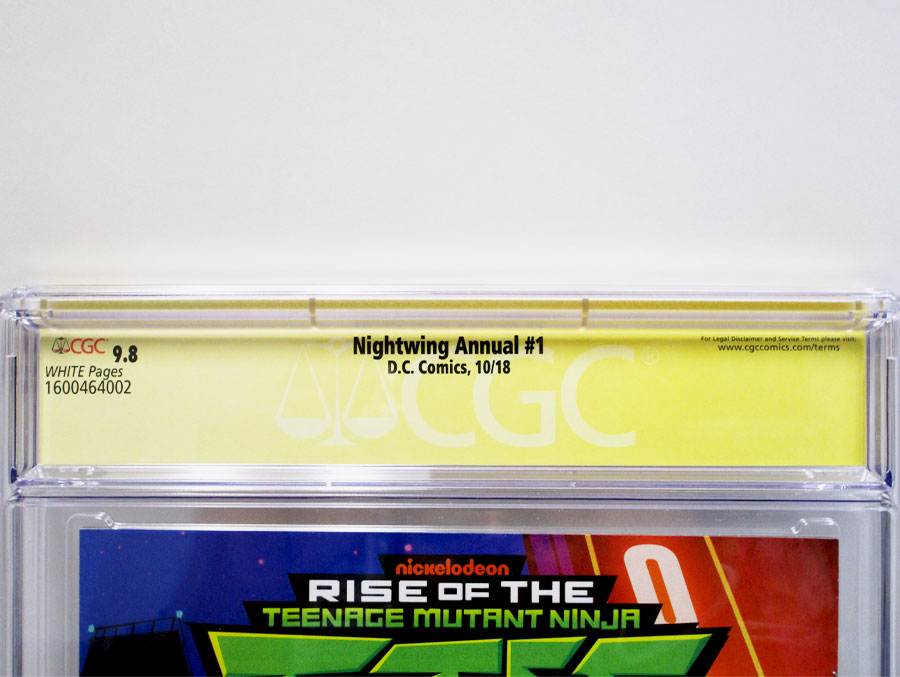 CGC 9.8
WHITE Pages
1600464002
Nightwing Annual #1
D.C. Comics, 10/18
For Legal Disclaimer and Service Terms please visit:
www.cgccomics.com/terms
CGC®
nickelodeon
RISE OF THE
TEENAGE MUTANT NINJA